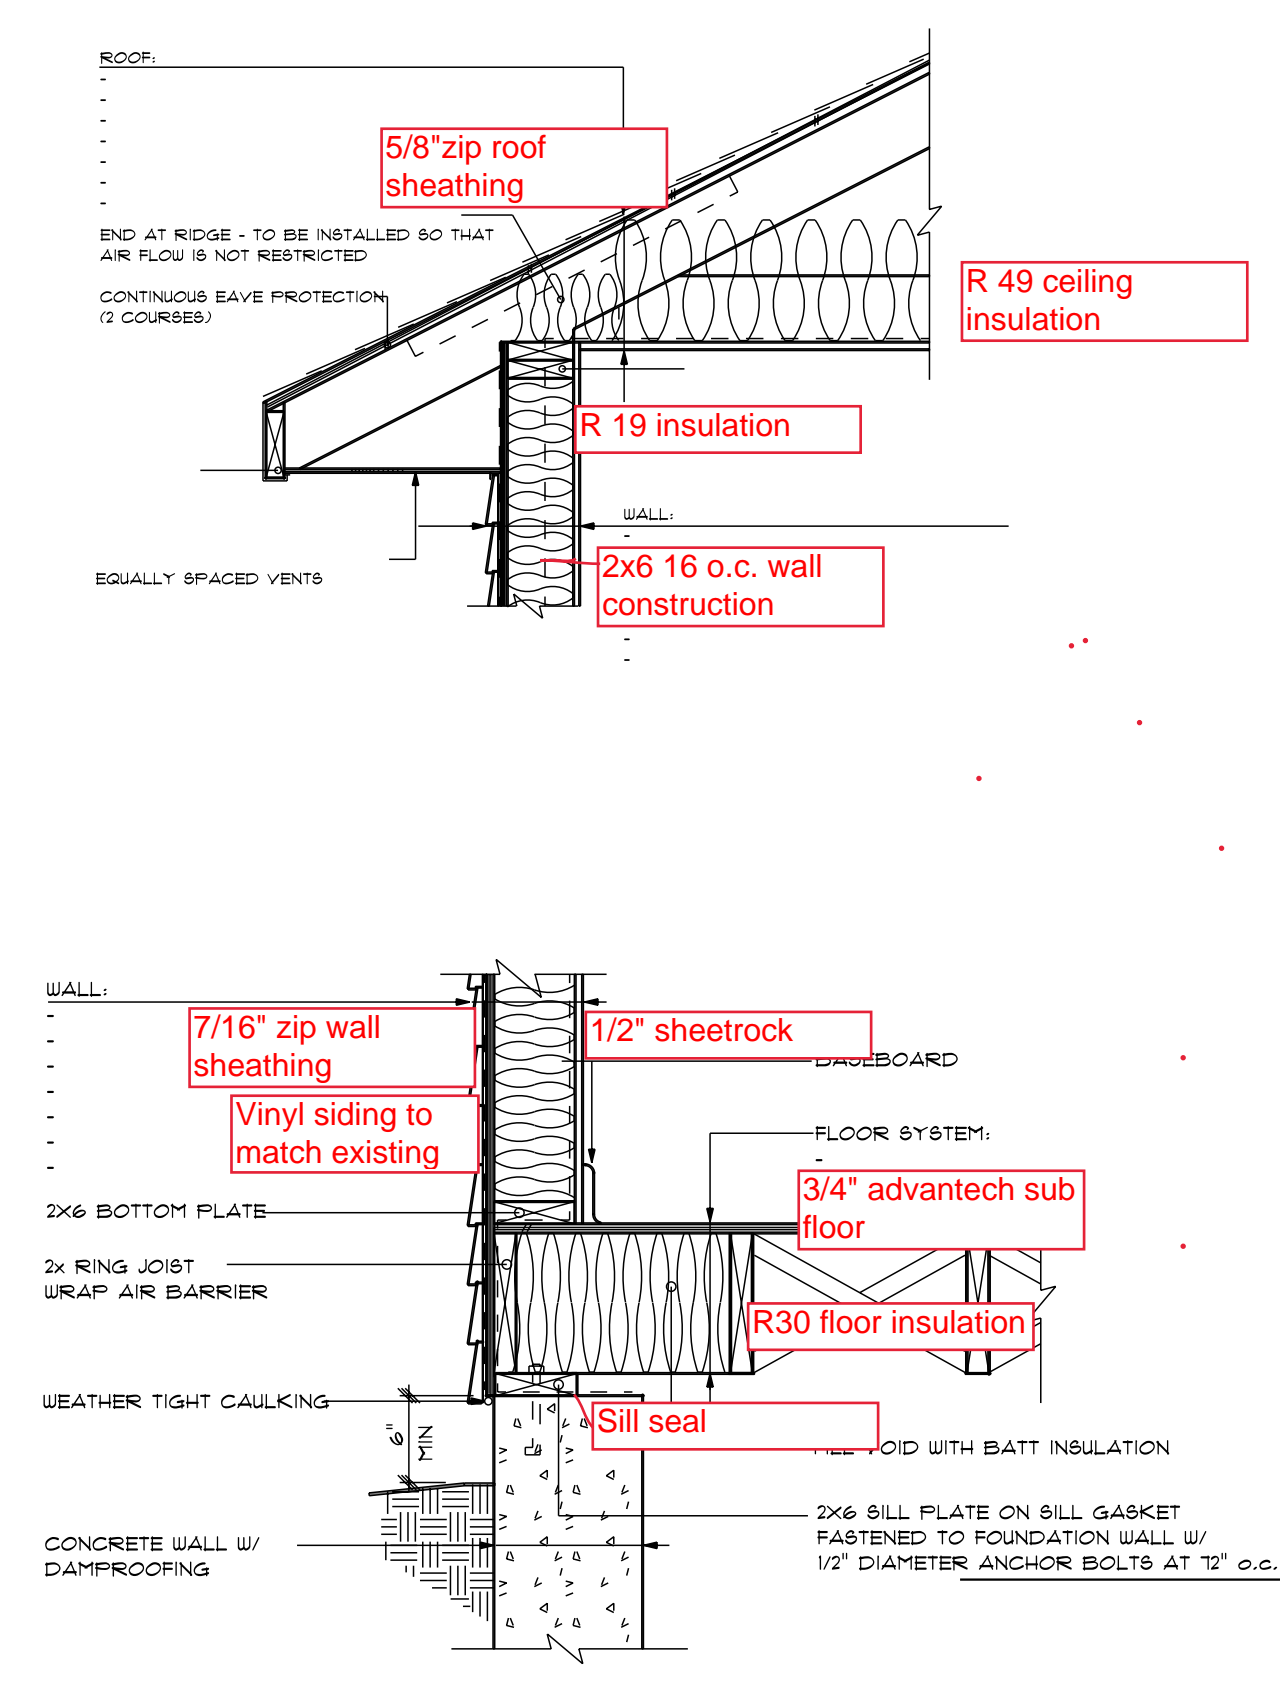 ROOF:
-
-
-
-
-
-
-
5/8"zip roof
sheathing
END AT RIDGE - TO BE INSTALLED SO THAT
AIR FLOW IS NOT RESTRICTED
CONTINUOUS EAVE PROTECTION
(2 COURSES)
R 49 ceiling
insulation
R 19 insulation
WALL:
-
2x6 16 o.c. wall
construction
-
-
EQUALLY SPACED VENTS
WALL:
-
-
-
-
-
-
-
7/16" zip wall
sheathing
1/2" sheetrock
BASEBOARD
Vinyl siding to
match existing
FLOOR SYSTEM:
-
3/4" advantech sub
floor
2X6 BOTTOM PLATE
2x RING JOIST
WRAP AIR BARRIER
R30 floor insulation
WEATHER TIGHT CAULKING
6"
MIN
Sill seal
VOID WITH BATT INSULATION
2X6 SILL PLATE ON SILL GASKET
FASTENED TO FOUNDATION WALL W/
1/2" DIAMETER ANCHOR BOLTS AT 72" o.c.
CONCRETE WALL W/
DAMPROOFING